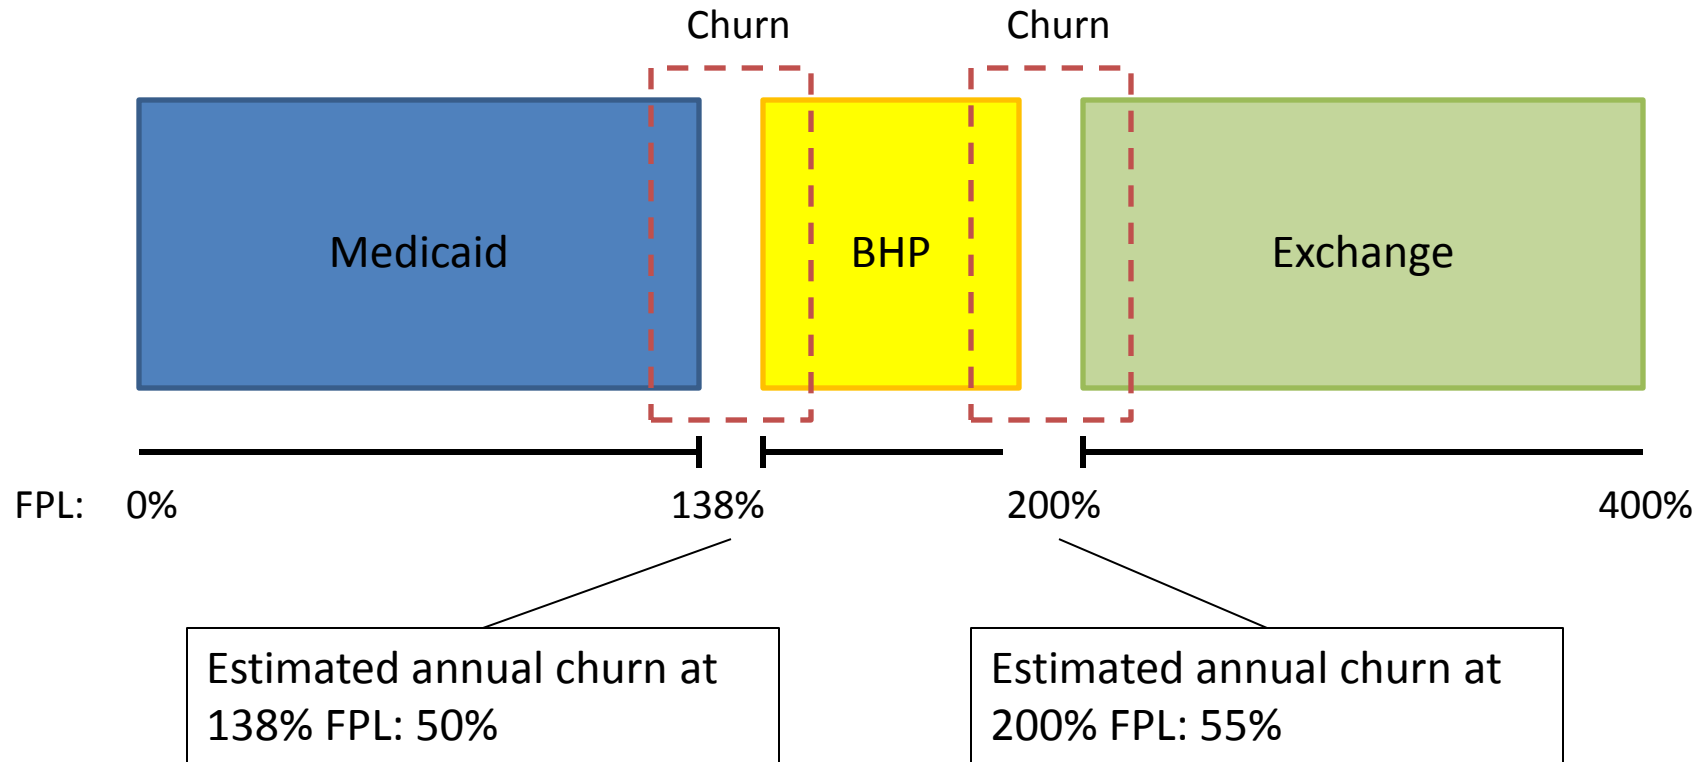 Churn
Churn
Medicaid
BHP
Exchange
FPL: 0% 138% 200% 400%
Estimated annual churn at
138% FPL: 50%
Estimated annual churn at
200% FPL: 55%